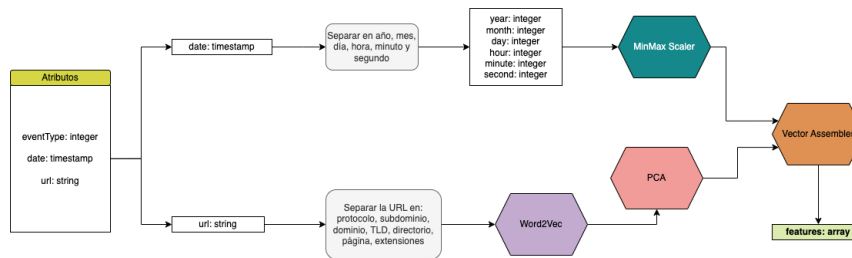 Atributos
eventType: integer
date: timestamp
url: string
date: timestamp
Separar en año, mes,
día, hora, minuto y
segundo
year: integer
month: integer
day: integer
hour: integer
minute: integer
second: integer
MinMax Scaler
url: string
Separar la URL en:
protocolo, subdominio,
dominio, TLD, directorio,
página, extensiones
Word2Vec
PCA
Vector Assembler
features: array